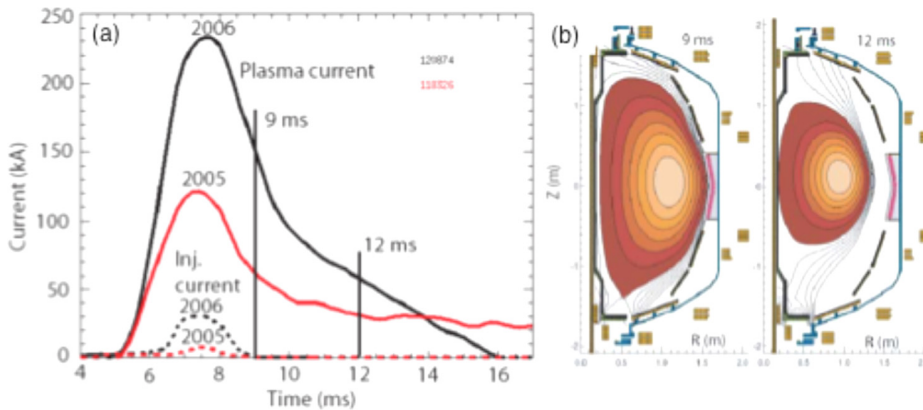 (a)
2006
Plasma current
120874
9 ms
2005
12 ms
Inj.
current
2006
2005
Current (kA)
250
200
150
100
50
0
4 6 8 10 12 14 16
Time (ms)
(b)
9 ms
12 ms
Z (m)
R (m)
R (m)